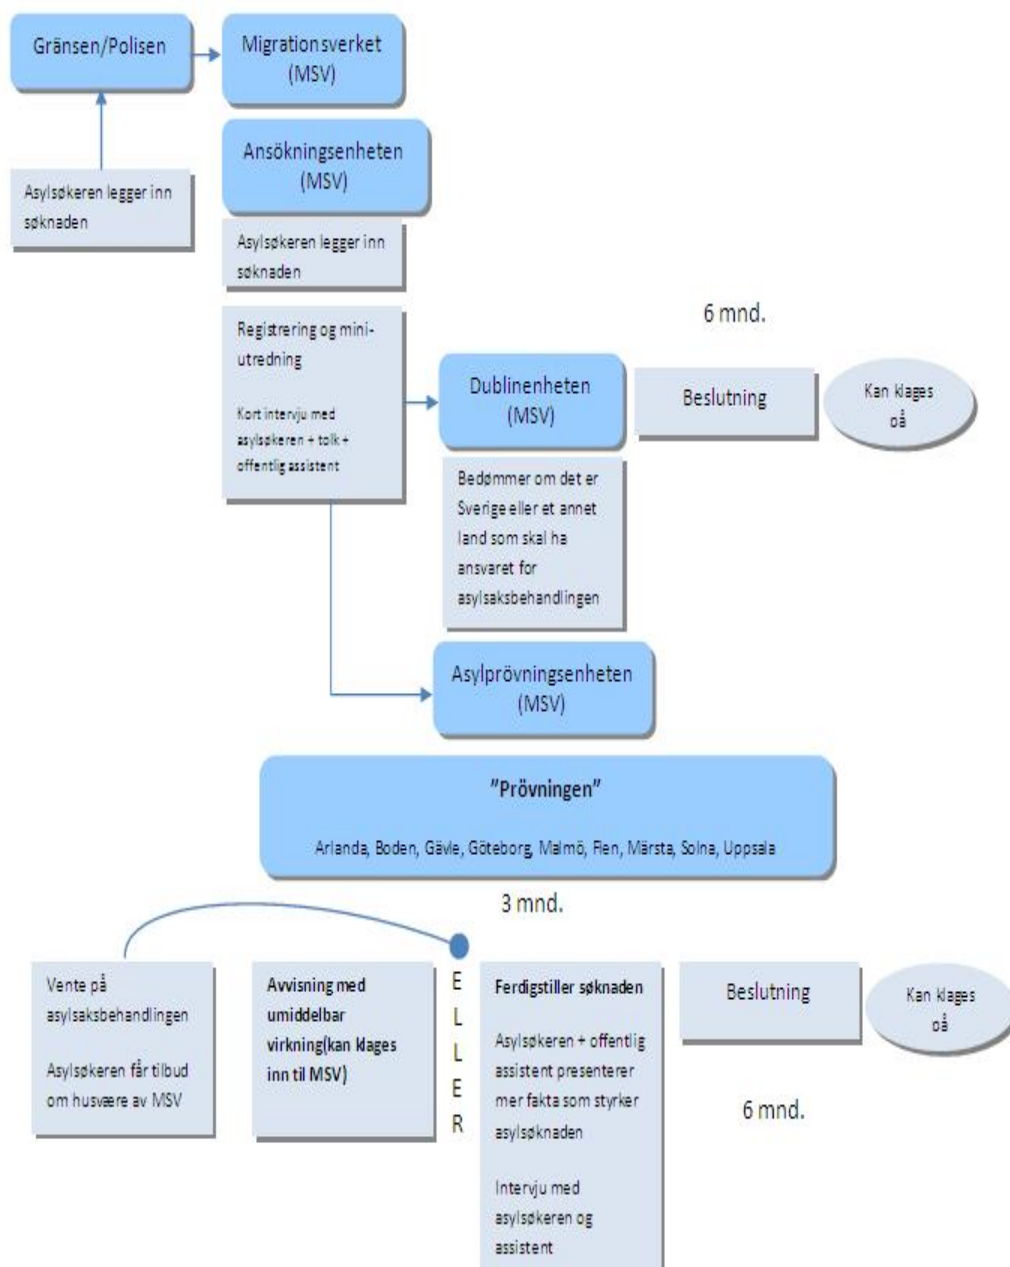 Gränsen/Polisen
Migrationsverket
(MSV)
Ansökningsenheten
(MSV)
Asylsøkeren legger inn
søknaden
Asylsøkeren legger inn
søknaden
Registrering og mini-
utredning
Kort intervju med
asylsøkeren + tolk +
offentlig assistent
6 mnd.
Dublinenheten
(MSV)
Beslutning
Kan klages
på
Bedømmer om det er
Sverige eller et annet
land som skal ha
ansvaret for
asylsaksbehandlingen
Asylprövningsenheten
(MSV)
"Prövningen"
Arlanda, Boden, Gävle, Göteborg, Malmö, Flen, Märsta, Solna, Uppsala
3 mnd.
Vente på
asylsaksbehandlingen
Asylsøkeren får tilbud
om husvære av MSV
Avvisning med
umiddelbar
virkning(kan klages
inn til MSV)
E
L
L
E
R
Ferdigstiller søknaden
Asylsøkeren + offentlig
assistent presenterer
mer fakta som styrker
asylsøknaden
Intervju med
asylsøkeren og
assistent
Beslutning
Kan klages
på
6 mnd.